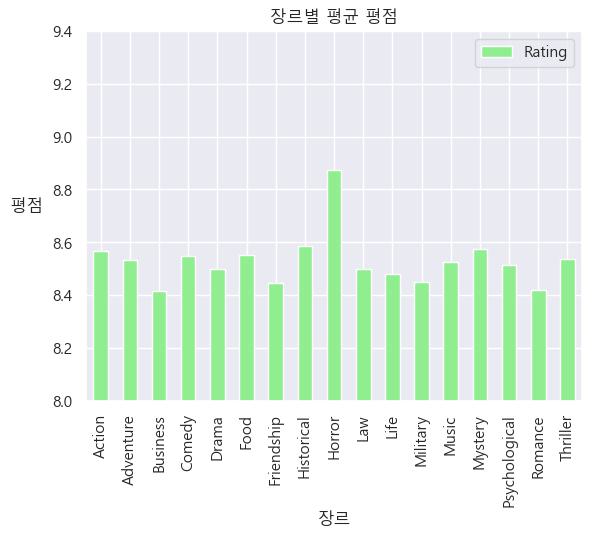 장르별 평균 평점
Rating
평점
9.4
9.2
9.0
8.8
8.6
8.4
8.2
8.0
Action
Adventure
Business
Comedy
Drama
Food
Friendship
Historical
Horror
Law
Life
Military
Music
Mystery
Psychological
Romance
Thriller
장르